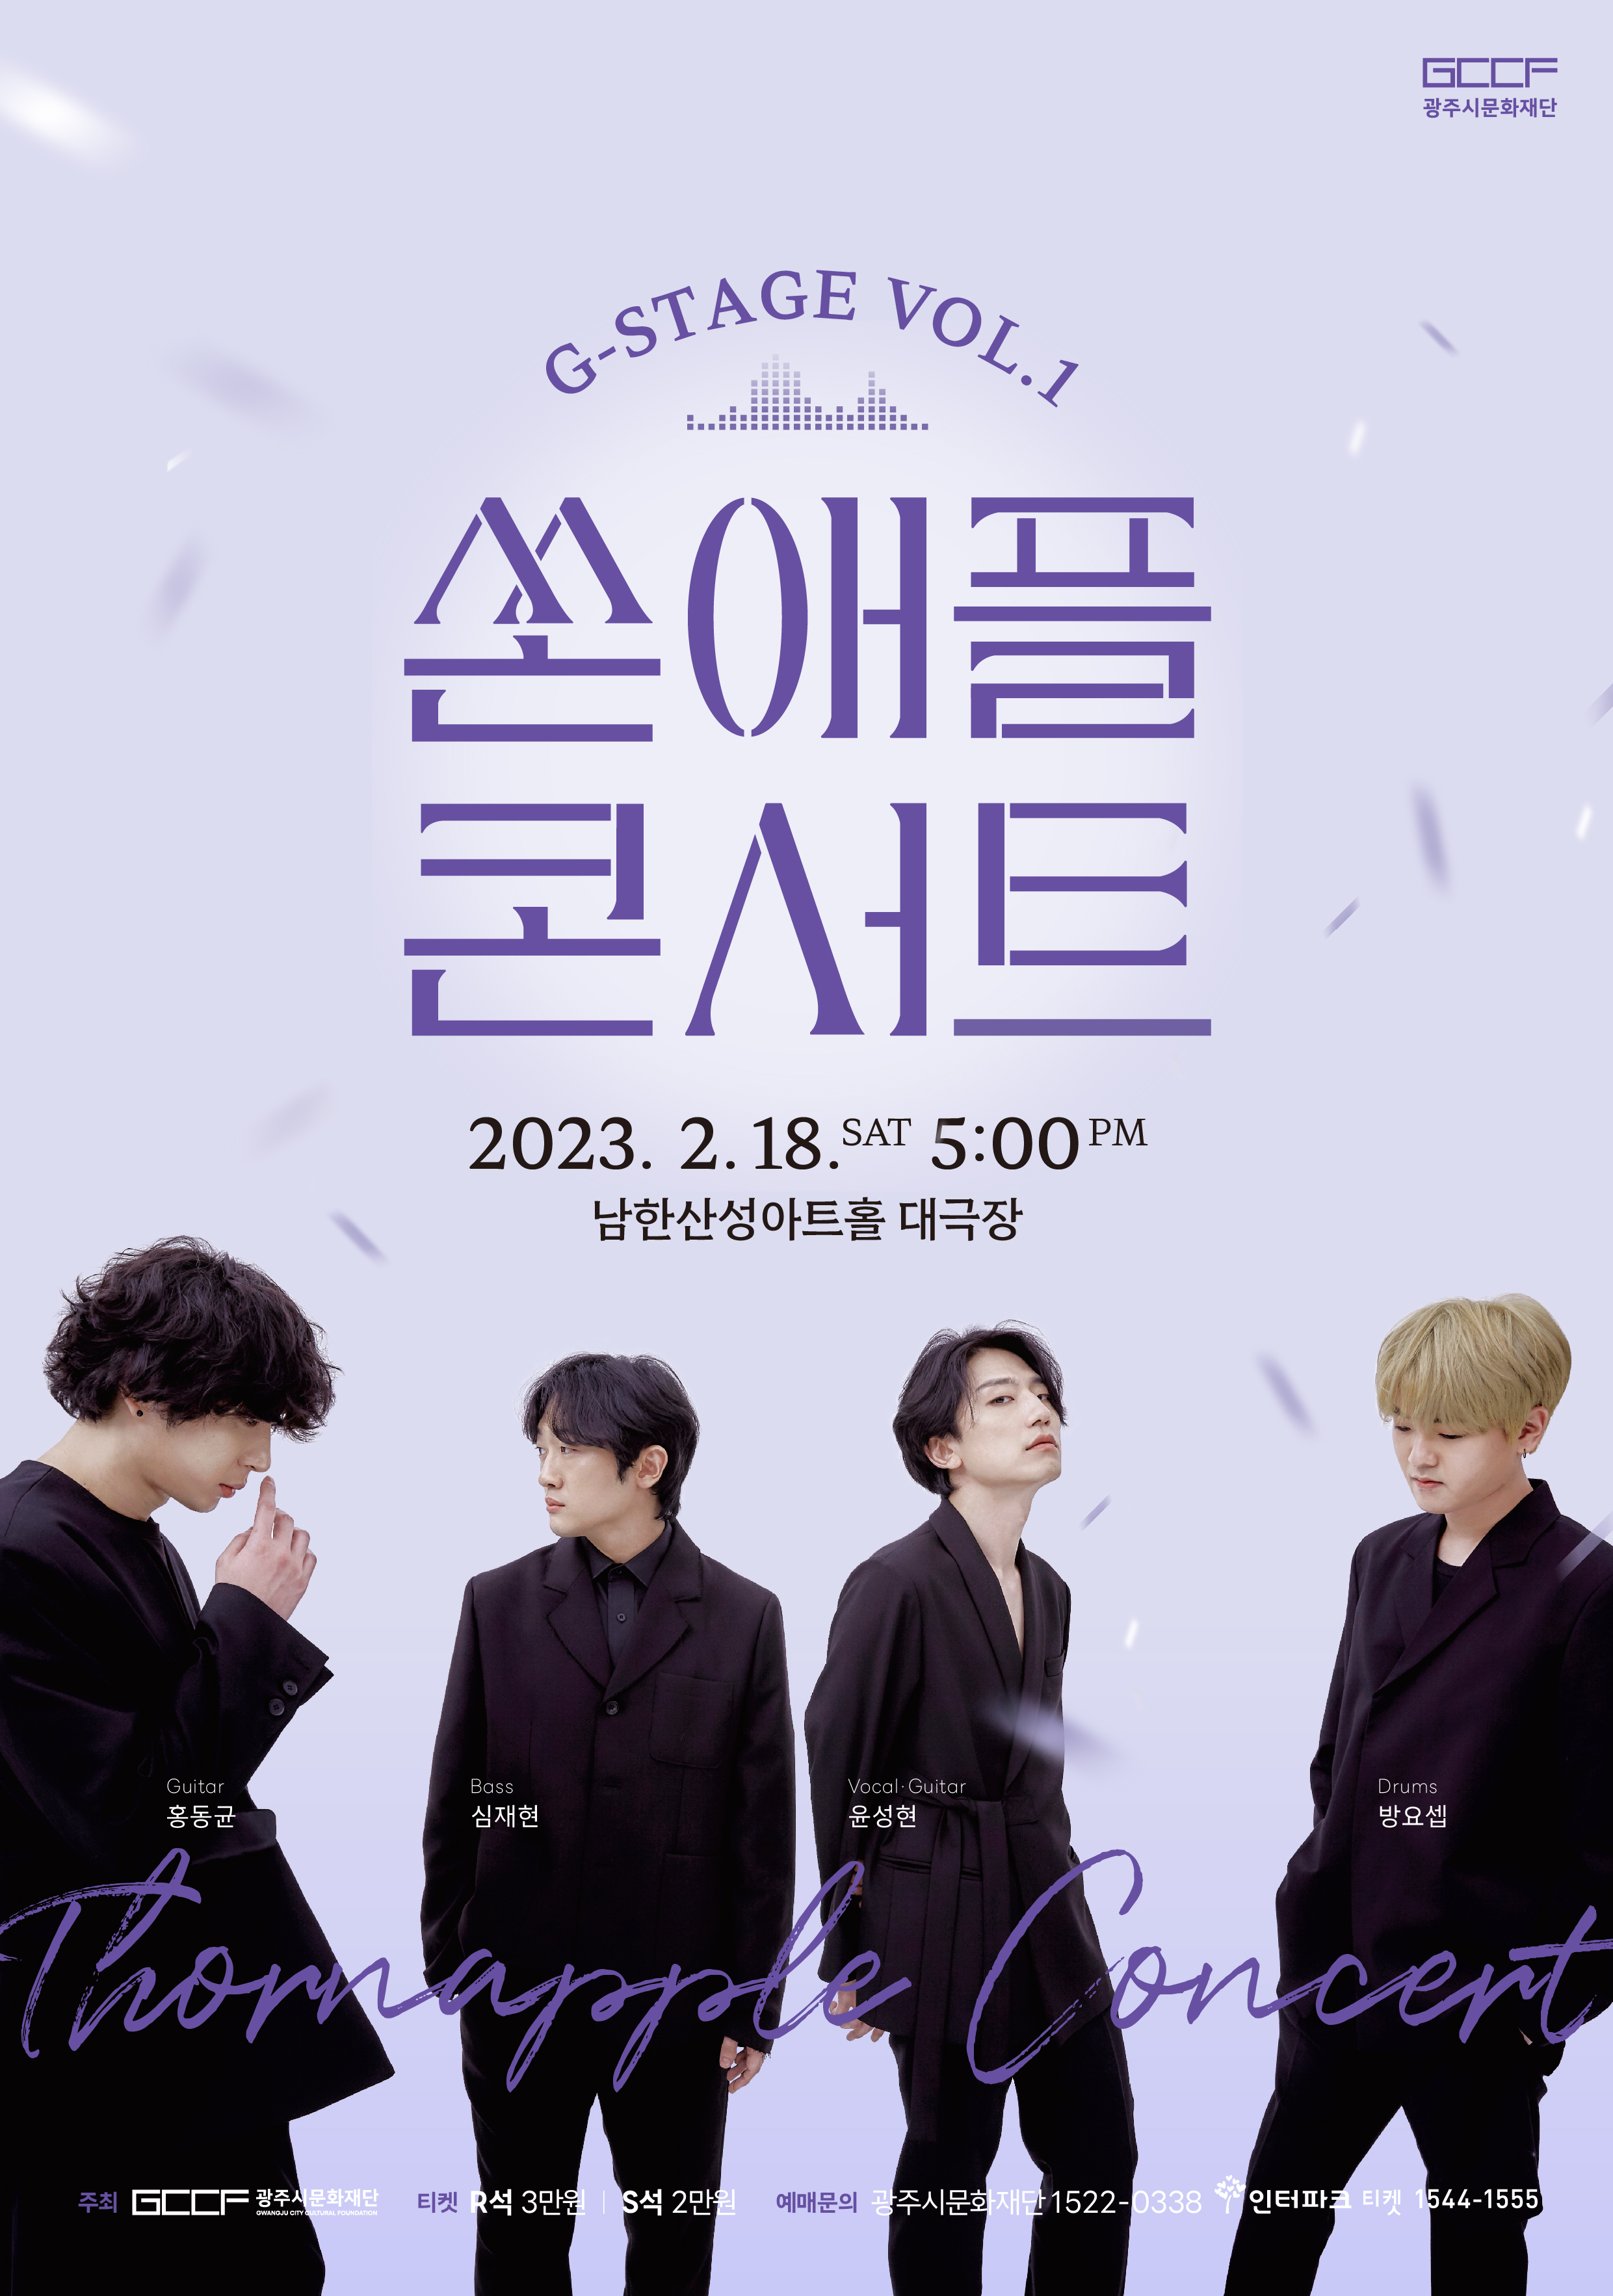 GCCF
광주시문화재단
G-STAGE VOL.1
쏜애플
콘서트
2023. 2. 18. SAT 5:00 PM
남한산성아트홀 대극장
Guitar
홍동균
Bass
심재현
Vocal·Guitar
윤성현
Drums
방요셉
Thornapple Concert
주최 GCCF 광주시문화재단 GWANGJU CITY CULTURAL FOUNDATION 티켓 R석 3만원 | S석 2만원 예매문의 광주시문화재단 1522-0338 인터파크 티켓 1544-1555